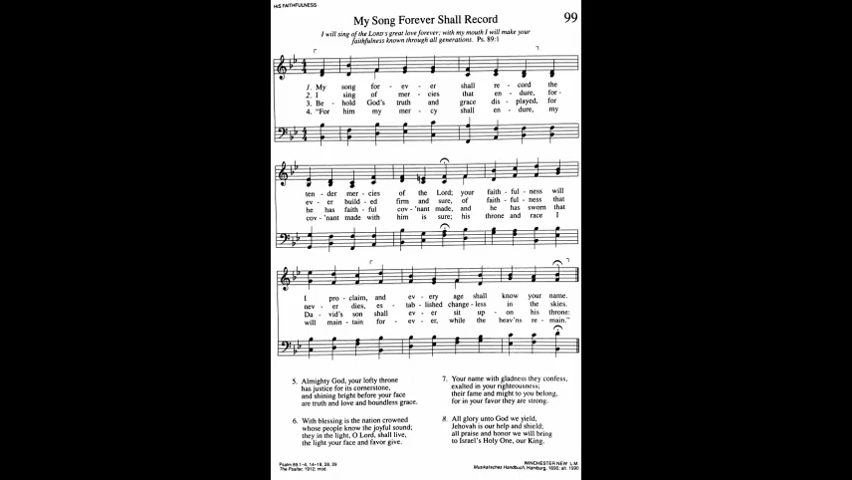 HIS FAITHFULNESS
My Song Forever Shall Record 99
I will sing of the LORD's great love forever; with my mouth I will make your
faithfulness known through all generations. Ps. 89:1
1. My song for - ev - er shall re - cord the
2. I sing of mer - cies that en - dure, for-
3. Be - hold God's truth and grace dis - played, for
4. "For him my mer - cy shall en - dure, my
ten - der mer - cies of the Lord; your faith - ful - ness will
ev - er build - ed firm and sure, of faith - ful - ness that
he has faith - ful cov - 'nant made, and he has sworn that
cov - 'nant made with him is sure; his throne and race I
I pro - claim, and ev - ery age shall know your name.
nev - er dies, es - tab - lished change - less in the skies.
Da - vid's son shall ev - er sit up - on his throne:
will main - tain for - ev - er, while the heav'ns re - main."
5. Almighty God, your lofty throne
has justice for its cornerstone,
and shining bright before your face
are truth and love and boundless grace.
6. With blessing is the nation crowned
whose people know the joyful sound;
they in the light, O Lord, shall live,
the light your face and favor give.
7. Your name with gladness they confess,
exalted in your righteousness;
their fame and might to you belong,
for in your favor they are strong.
8. All glory unto God we yield,
Jehovah is our help and shield;
all praise and honor we will bring
to Israel's Holy One, our King.
Psalm 89:1-4, 14-18, 28, 29
The Psalter, 1912; mod.
WINCHESTER NEW L.M.
Musikalisches Handbuch, Hamburg, 1690; alt. 1930